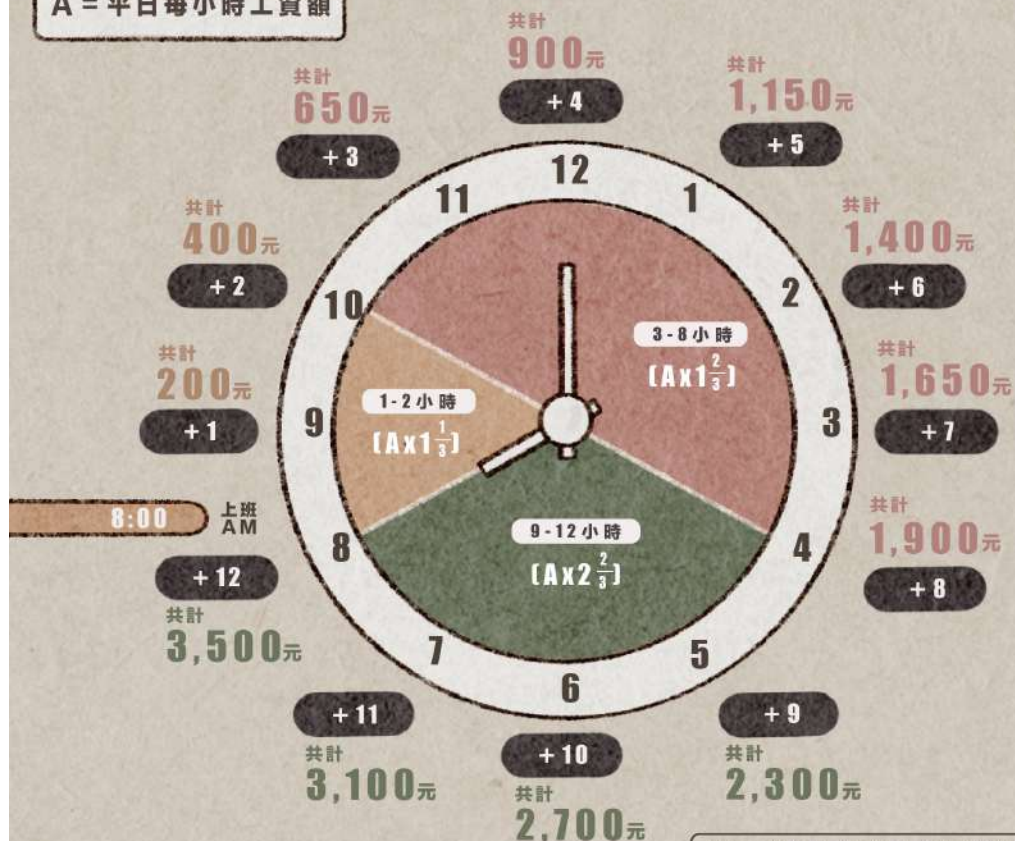 A = 平日每小時工資額
共計
900元
+ 4
共計
650元
+ 3
共計
1,150元
+ 5
共計
400元
+ 2
共計
1,400元
+ 6
共計
200元
+ 1
共計
1,650元
+ 7
8:00
上班
AM
共計
1,900元
+ 8
+ 12
共計
3,500元
+ 11
共計
3,100元
+ 10
共計
2,700元
+ 9
共計
2,300元
12
1
2
3
4
5
6
7
8
9
10
11
3-8小時
(Ax1 2/3)
1-2小時
(Ax1 1/3)
9-12小時
(Ax2 2/3)